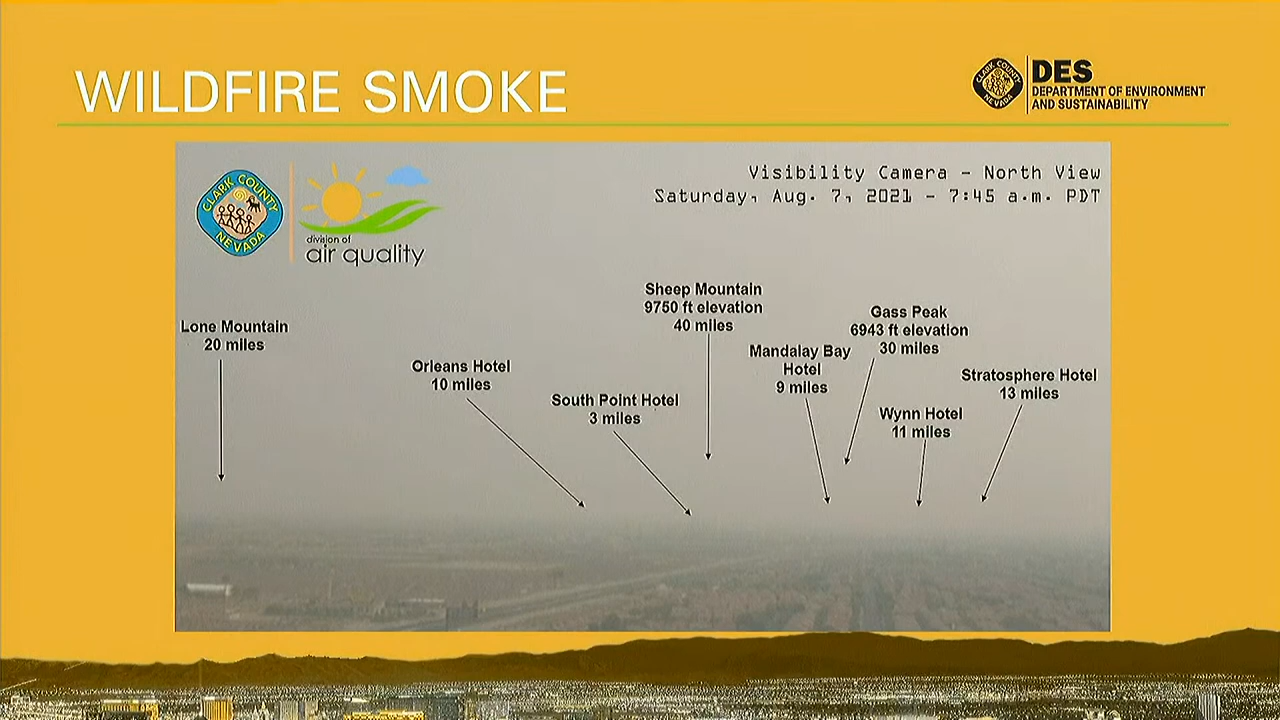 WILDFIRE SMOKE
CLARK COUNTY
NEVADA
DES
DEPARTMENT OF ENVIRONMENT
AND SUSTAINABILITY
CLARK COUNTY
NEVADA
division of
air quality
Visibility Camera - North View
Saturday, Aug. 7, 2021 - 7:45 a.m. PDT
Lone Mountain
20 miles
Orleans Hotel
10 miles
South Point Hotel
3 miles
Sheep Mountain
9750 ft elevation
40 miles
Mandalay Bay
Hotel
9 miles
Gass Peak
6943 ft elevation
30 miles
Wynn Hotel
11 miles
Stratosphere Hotel
13 miles